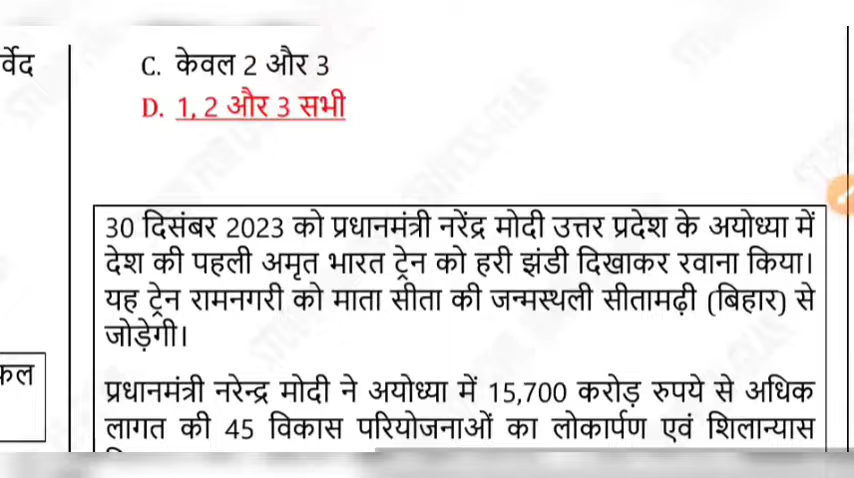 र्वेद
C. केवल 2 और 3
D. 1, 2 और 3 सभी
30 दिसंबर 2023 को प्रधानमंत्री नरेंद्र मोदी उत्तर प्रदेश के अयोध्या में
देश की पहली अमृत भारत ट्रेन को हरी झंडी दिखाकर रवाना किया।
यह ट्रेन रामनगरी को माता सीता की जन्मस्थली सीतामढ़ी (बिहार) से
जोड़ेगी।
कल
प्रधानमंत्री नरेन्द्र मोदी ने अयोध्या में 15,700 करोड़ रुपये से अधिक
लागत की 45 विकास परियोजनाओं का लोकार्पण एवं शिलान्यास